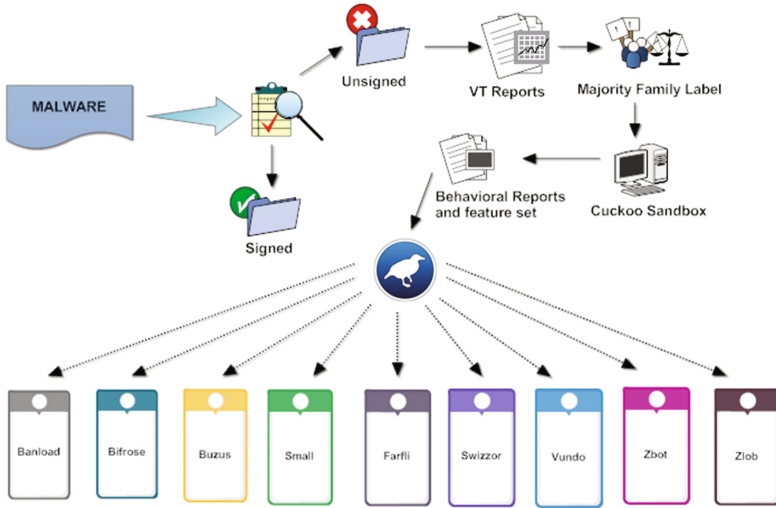 MALWARE
Unsigned
VT Reports
Majority Family Label
Signed
Behavioral Reports
and feature set
Cuckoo Sandbox
Banload
Bifrose
Buzus
Small
Farfli
Swizzor
Vundo
Zbot
Zlob